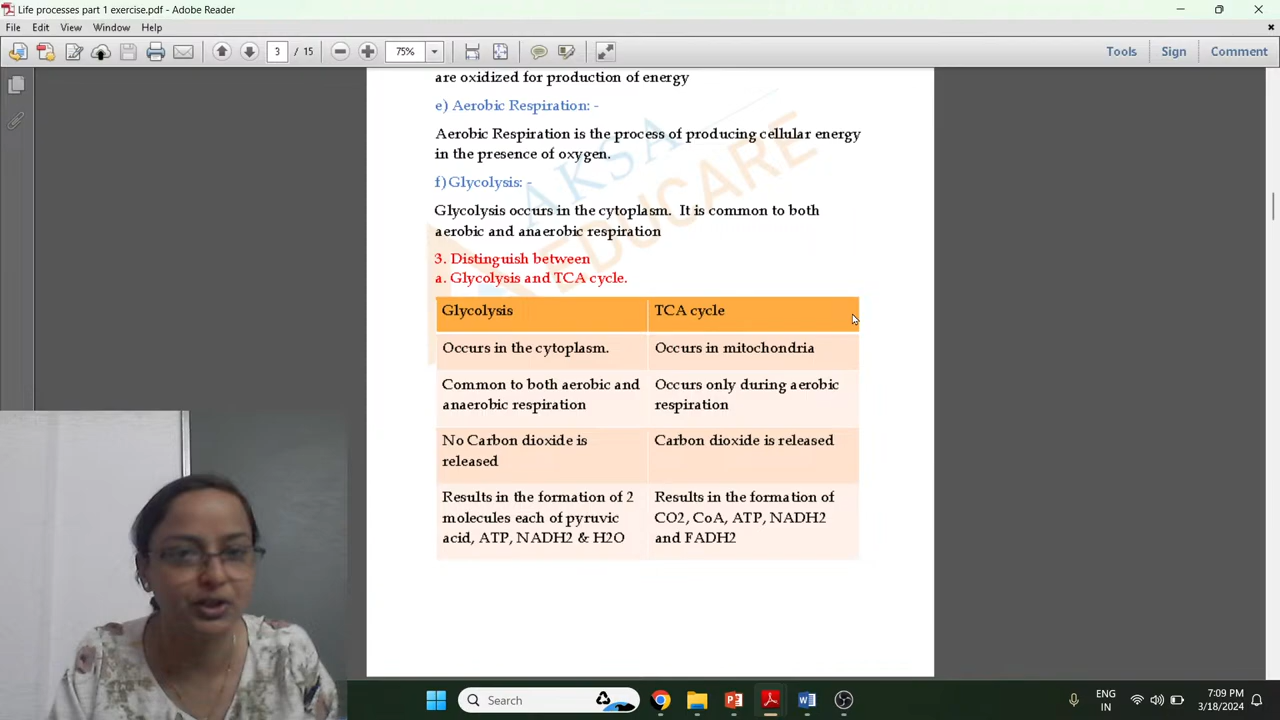 Life processes part 1 exercise.pdf - Adobe Reader
File Edit View Window Help
3 / 15 75% Tools Sign Comment
are oxidized for production of energy
e) Aerobic Respiration: -
Aerobic Respiration is the process of producing cellular energy
in the presence of oxygen.
f) Glycolysis: -
Glycolysis occurs in the cytoplasm. It is common to both
aerobic and anaerobic respiration
3. Distinguish between
a. Glycolysis and TCA cycle.
Glycolysis
TCA cycle
Occurs in the cytoplasm.
Occurs in mitochondria
Common to both aerobic and
anaerobic respiration
Occurs only during aerobic
respiration
No Carbon dioxide is
released
Carbon dioxide is released
Results in the formation of 2
molecules each of pyruvic
acid, ATP, NADH2 & H2O
Results in the formation of
CO2, CoA, ATP, NADH2
and FADH2
AKSA
EDUCARE
Search
ENG
IN
7:09 PM
3/18/2024